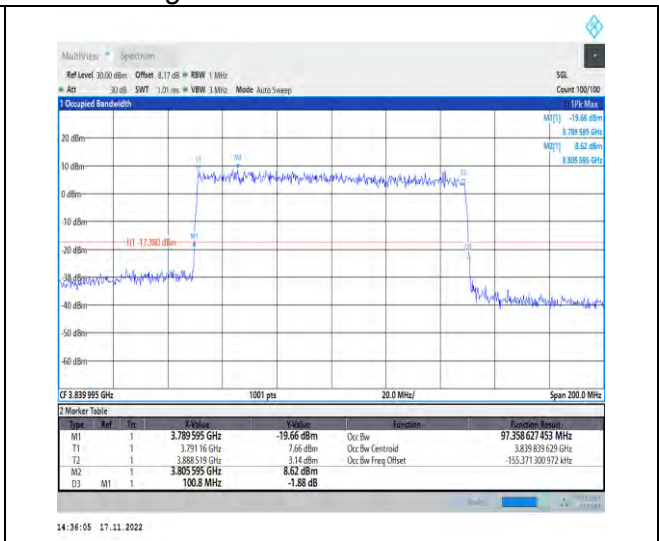 MultiView Spectrum
Ref Level 30.00 dBm Offset 8.17 dB RBW 1 MHz SGL
Att 30 dB SWT 1.01 ms VBW 3 MHz Mode Auto Sweep Count 100/100
1 Occupied Bandwidth 1Pk Max
M1[1] -19.66 dBm
3.789 595 GHz
M2[1] 8.62 dBm
3.805 595 GHz
20 dBm
10 dBm
0 dBm
-10 dBm
-20 dBm
-30 dBm
-40 dBm
-50 dBm
-60 dBm
T1 M2 T2
H1 -17.380 dBm M1
D3
CF 3.839 995 GHz 1001 pts 20.0 MHz/ Span 200.0 MHz
2 Marker Table
Type Ref Trc X-Value Y-Value Function Function Result
M1 1 3.789 595 GHz -19.66 dBm Occ Bw 97.358 627 453 MHz
T1 1 3.791 16 GHz 7.66 dBm Occ Bw Centroid 3.839 839 629 GHz
T2 1 3.888 519 GHz 3.14 dBm Occ Bw Freq Offset -155.371 300 972 kHz
M2 1 3.805 595 GHz 8.62 dBm
D3 M1 1 100.8 MHz -1.88 dB
14:36:05 17.11.2022